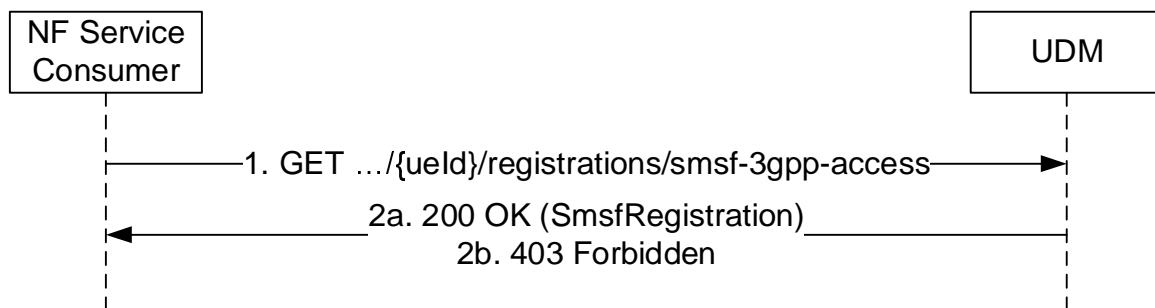 NF Service
Consumer
UDM
1. GET …/{ueId}/registrations/smsf-3gpp-access
2a. 200 OK (SmsfRegistration)
2b. 403 Forbidden